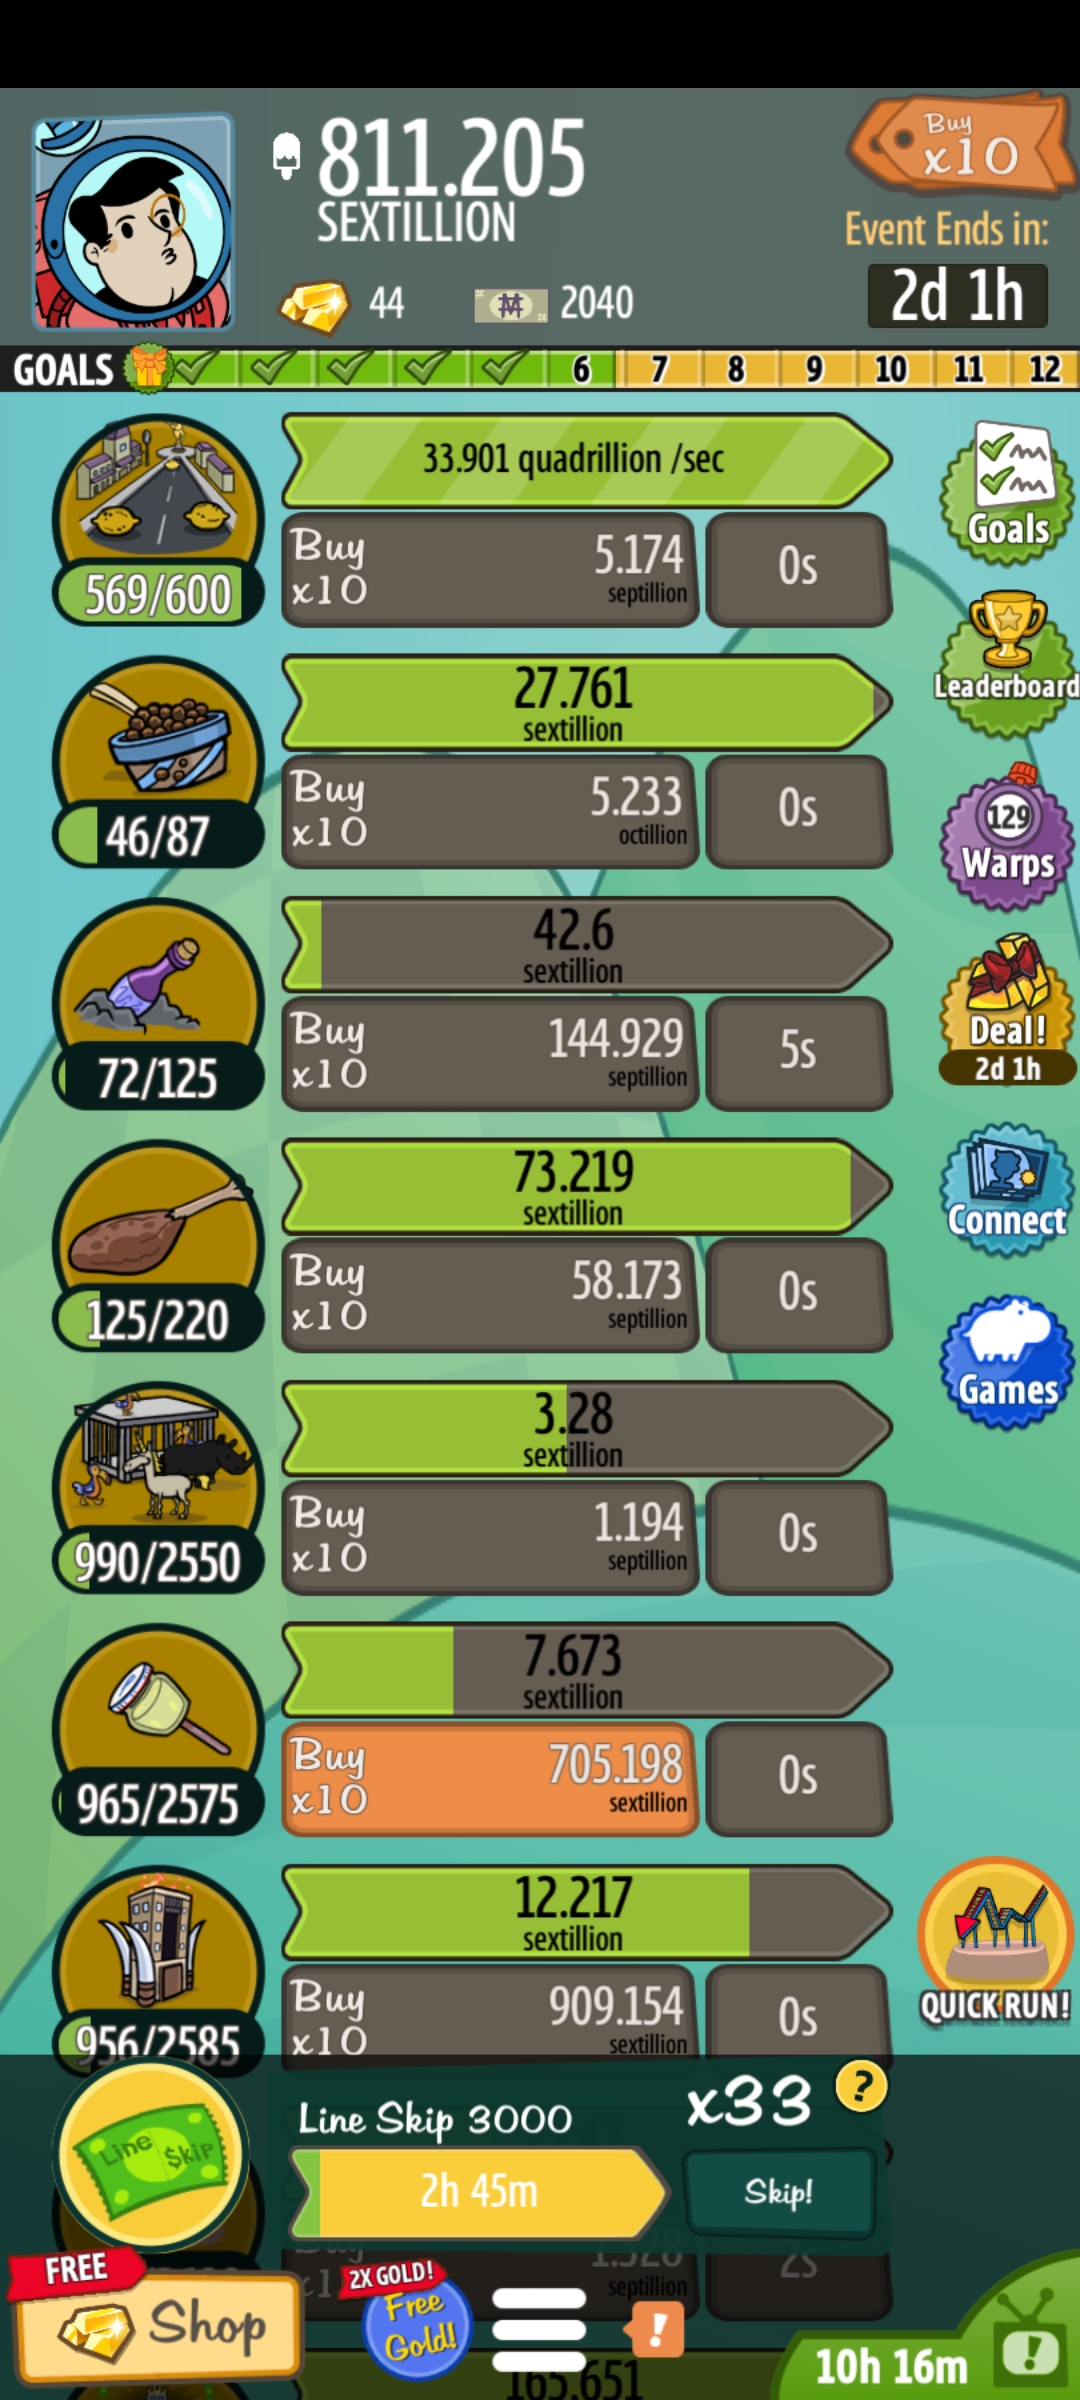 811.205
SEXTILLION
Buy
x10
Event Ends in:
2d 1h
44
2040
GOALS
6
7
8
9
10
11
12
33.901 quadrillion /sec
Buy
x10
5.174
septillion
0s
569/600
Goals
27.761
sextillion
Buy
x10
5.233
octillion
0s
46/87
Leaderboard
129
Warps
42.6
sextillion
Buy
x10
144.929
septillion
5s
72/125
Deal!
2d 1h
73.219
sextillion
Buy
x10
58.173
septillion
0s
125/220
Connect
Games
3.28
sextillion
Buy
x10
1.194
septillion
0s
990/2550
7.673
sextillion
Buy
x10
705.198
sextillion
0s
965/2575
12.217
sextillion
Buy
x10
909.154
sextillion
0s
956/2585
QUICK RUN!
Line Skip
Line Skip 3000
x33
?
2h 45m
Skip!
1.328
septillion
2s
FREE
Shop
2X GOLD!
Free
Gold!
!
165.651
10h 16m
!